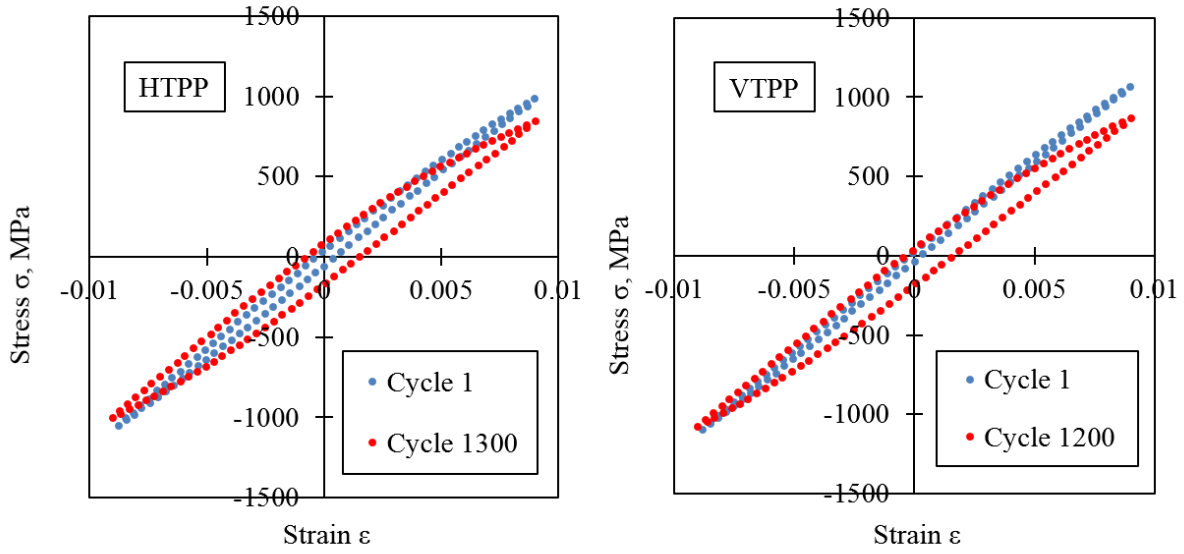 HTPP
1500
1000
500
0
-500
-1000
-1500
-0.01
-0.005
0
0.005
0.01
Stress σ, MPa
Strain ε
Cycle 1
Cycle 1300
VTPP
1500
1000
500
0
-500
-1000
-1500
-0.01
-0.005
0
0.005
0.01
Stress σ, MPa
Strain ε
Cycle 1
Cycle 1200